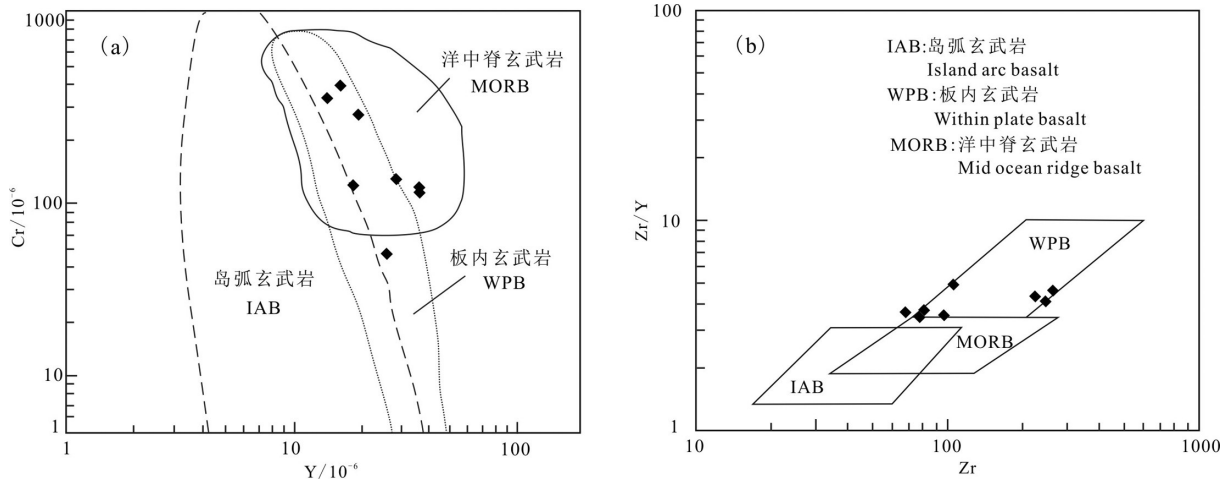 (a)
1000
100
10
1
Cr/10⁻⁶
洋中脊玄武岩
MORB
板内玄武岩
WPB
岛弧玄武岩
IAB
1
10
100
Y/10⁻⁶
(b)
1000
100
10
1
Zr/Y
IAB:岛弧玄武岩
Island arc basalt
WPB:板内玄武岩
Within plate basalt
MORB:洋中脊玄武岩
Mid ocean ridge basalt
WPB
MORB
IAB
10
100
1000
Zr